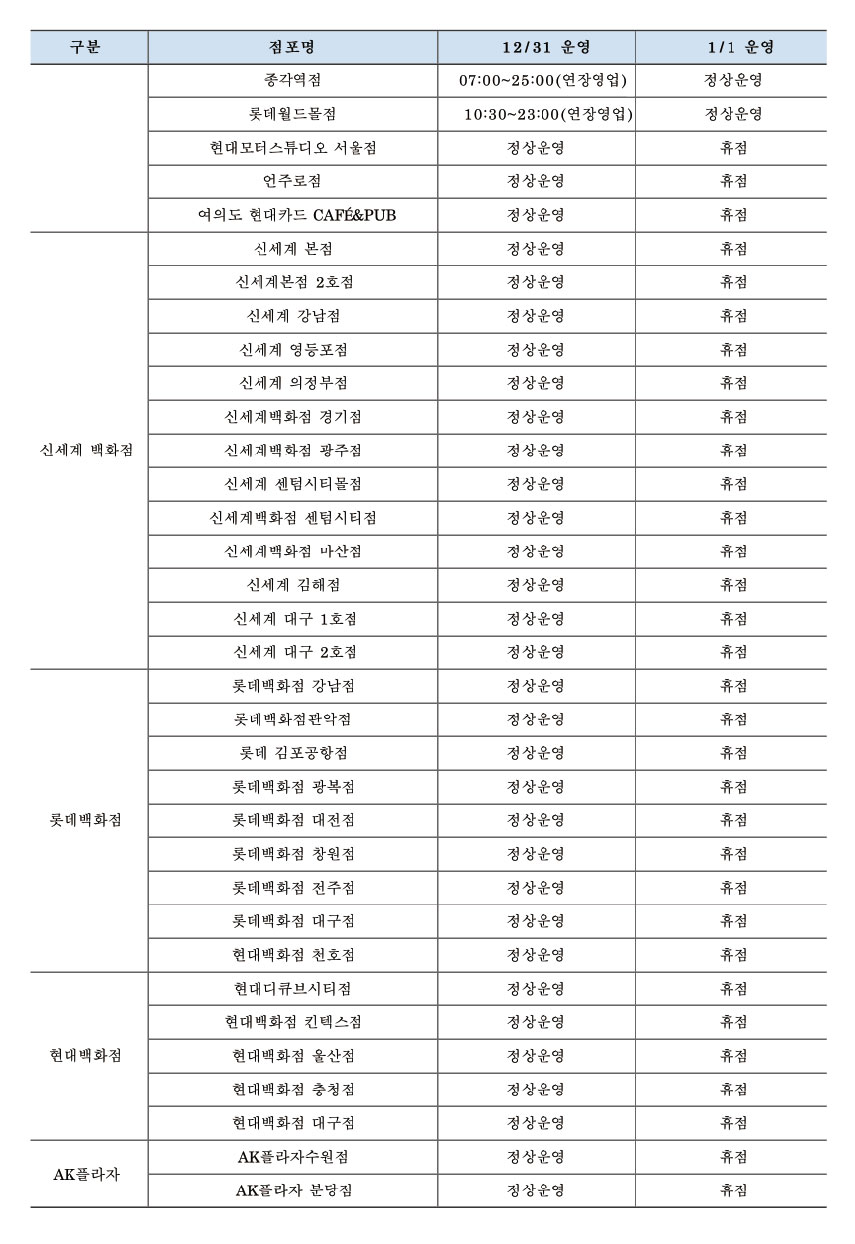 구분 점포명 12/31 운영 1/1 운영
종각역점 07:00~25:00(연장영업) 정상운영
롯데월드몰점 10:30~23:00(연장영업) 정상운영
현대모터스튜디오 서울점 정상운영 휴점
언주로점 정상운영 휴점
여의도 현대카드 CAFÉ&PUB 정상운영 휴점
신세계 본점 정상운영 휴점
신세계본점 2호점 정상운영 휴점
신세계 강남점 정상운영 휴점
신세계 영등포점 정상운영 휴점
신세계 의정부점 정상운영 휴점
신세계백화점 경기점 정상운영 휴점
신세계 백화점 신세계백화점 광주점 정상운영 휴점
신세계 센텀시티몰점 정상운영 휴점
신세계백화점 센텀시티점 정상운영 휴점
신세계백화점 마산점 정상운영 휴점
신세계 김해점 정상운영 휴점
신세계 대구 1호점 정상운영 휴점
신세계 대구 2호점 정상운영 휴점
롯데백화점 강남점 정상운영 휴점
롯데백화점관악점 정상운영 휴점
롯데 김포공항점 정상운영 휴점
롯데백화점 광복점 정상운영 휴점
롯데백화점 롯데백화점 대전점 정상운영 휴점
롯데백화점 창원점 정상운영 휴점
롯데백화점 전주점 정상운영 휴점
롯데백화점 대구점 정상운영 휴점
현대백화점 천호점 정상운영 휴점
현대디큐브시티점 정상운영 휴점
현대백화점 킨텍스점 정상운영 휴점
현대백화점 현대백화점 울산점 정상운영 휴점
현대백화점 충청점 정상운영 휴점
현대백화점 대구점 정상운영 휴점
AK플라자 AK플라자수원점 정상운영 휴점
AK플라자 분당점 정상운영 휴점